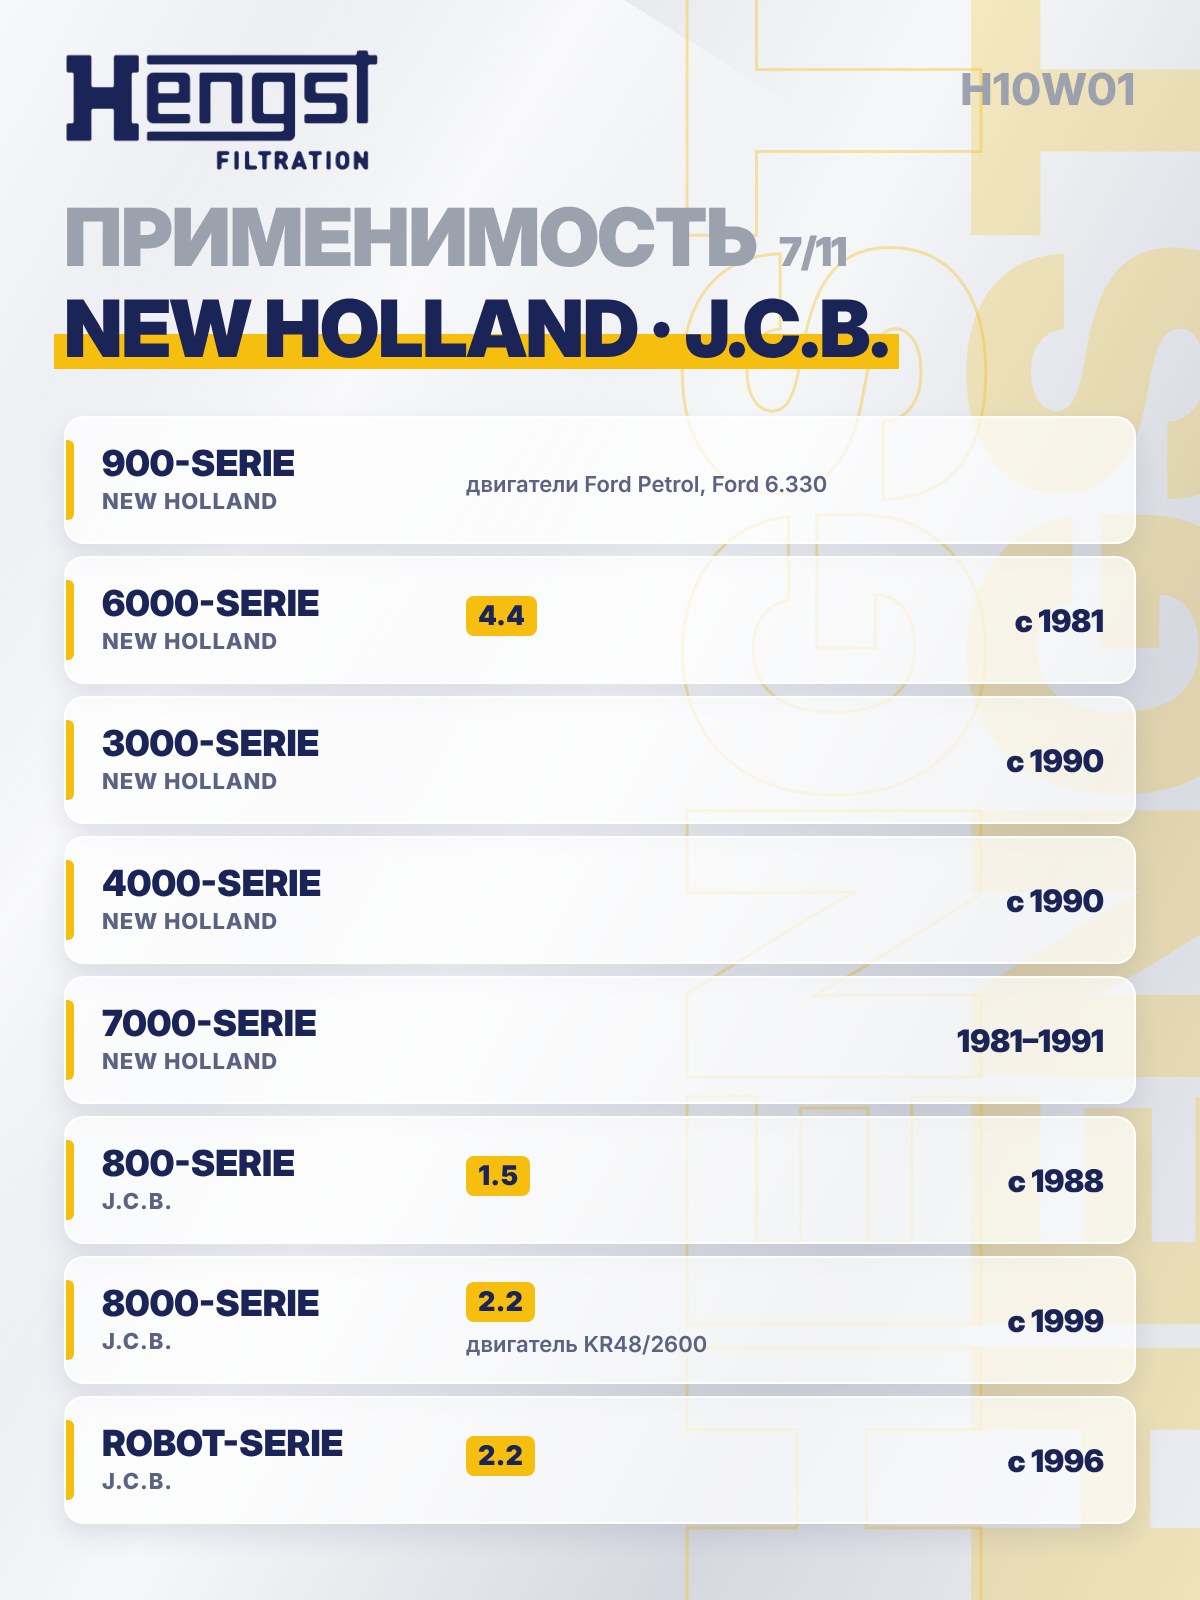 Hengst
FILTRATION
H10W01
ПРИМЕНИМОСТЬ 7/11
NEW HOLLAND · J.C.B.
900-SERIE
NEW HOLLAND
двигатели Ford Petrol, Ford 6.330
6000-SERIE
NEW HOLLAND
4.4
с 1981
3000-SERIE
NEW HOLLAND
с 1990
4000-SERIE
NEW HOLLAND
с 1990
7000-SERIE
NEW HOLLAND
1981–1991
800-SERIE
J.C.B.
1.5
с 1988
8000-SERIE
J.C.B.
2.2
двигатель KR48/2600
с 1999
ROBOT-SERIE
J.C.B.
2.2
с 1996
HENGST
HENGST